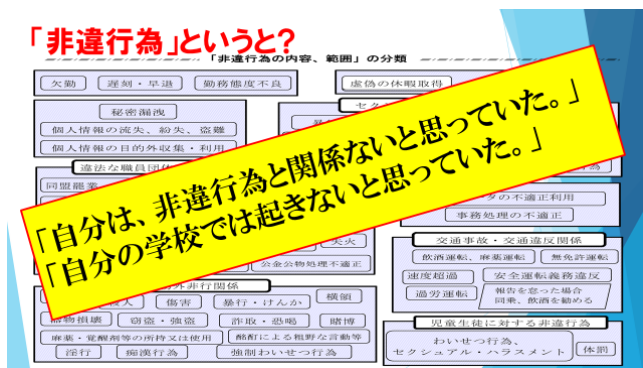 「非違行為」というと?
「非違行為の内容、範囲」の分類
欠勤 遅刻・早退 勤務態度不良 虚偽の休暇取得
秘密漏洩
個人情報の流失、紛失、盗難
個人情報の目的外収集・利用
違法な職員団体
同盟罷業
「自分は、非違行為と関係ないと思っていた。」
「自分の学校では起きないと思っていた。」
の不適正利用
事務処理の不適正
失火
公金公物処理不適正
交通事故・交通違反関係
飲酒運転、麻薬運転 無免許運転
速度超過 安全運転義務違反
過労運転 報告を怠った場合
同乗、飲酒を勧める
外非行関係
傷害 暴行・けんか 横領
器物損壊 窃盗・強盗 詐取・恐喝 賭博
麻薬・覚醒剤等の所持又は使用 酩酊による粗野な言動等
淫行 痴漢行為 強制わいせつ行為
児童生徒に対する非違行為
わいせつ行為、
セクシュアル・ハラスメント 体罰